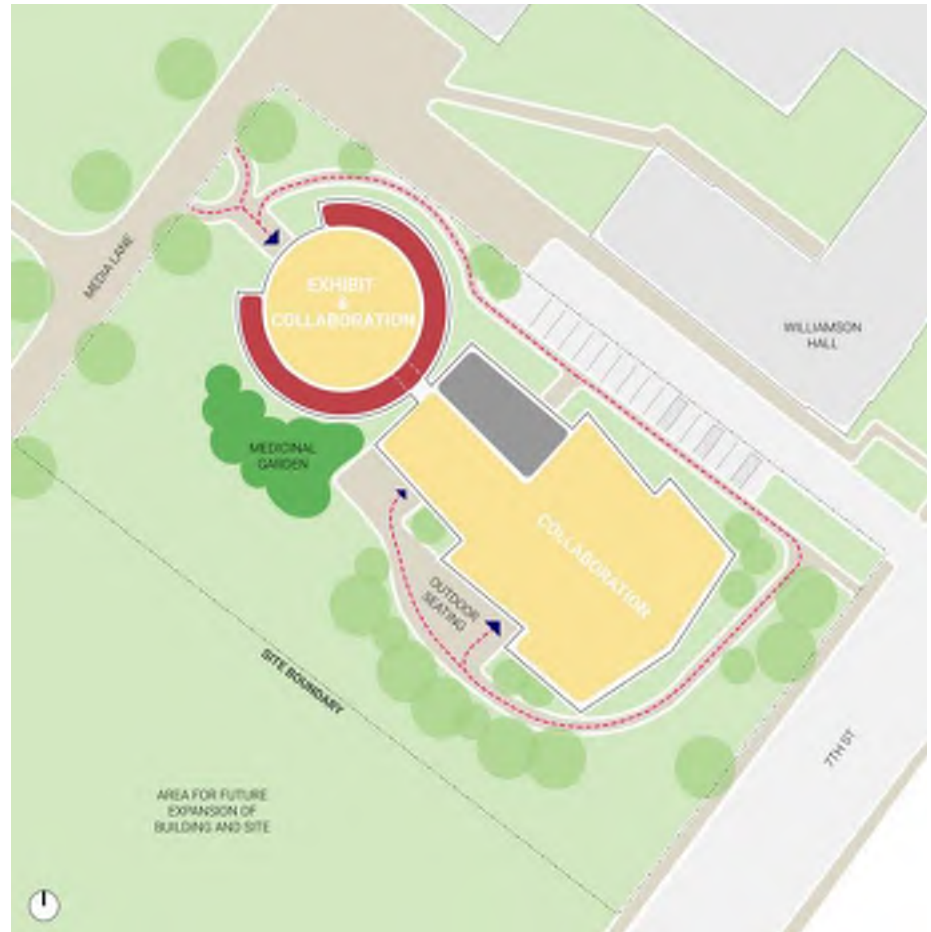 MEDIA LANE
EXHIBIT
&
COLLABORATION
WILLIAMSON
HALL
MEDICINAL
GARDEN
COLLABORATION
OUTDOOR
SEATING
SITE BOUNDARY
7TH ST
AREA FOR FUTURE
EXPANSION OF
BUILDING AND SITE